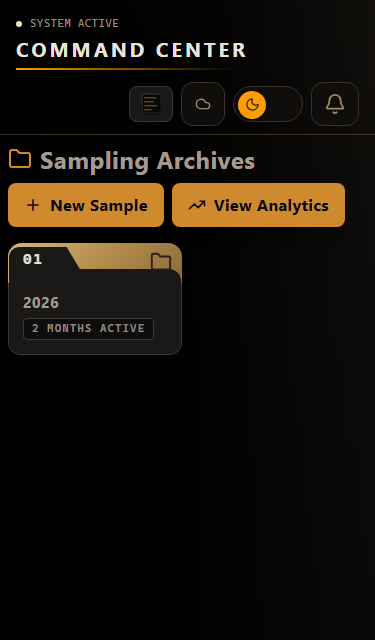 SYSTEM ACTIVE
COMMAND CENTER
Sampling Archives
New Sample
View Analytics
01
2026
2 MONTHS ACTIVE